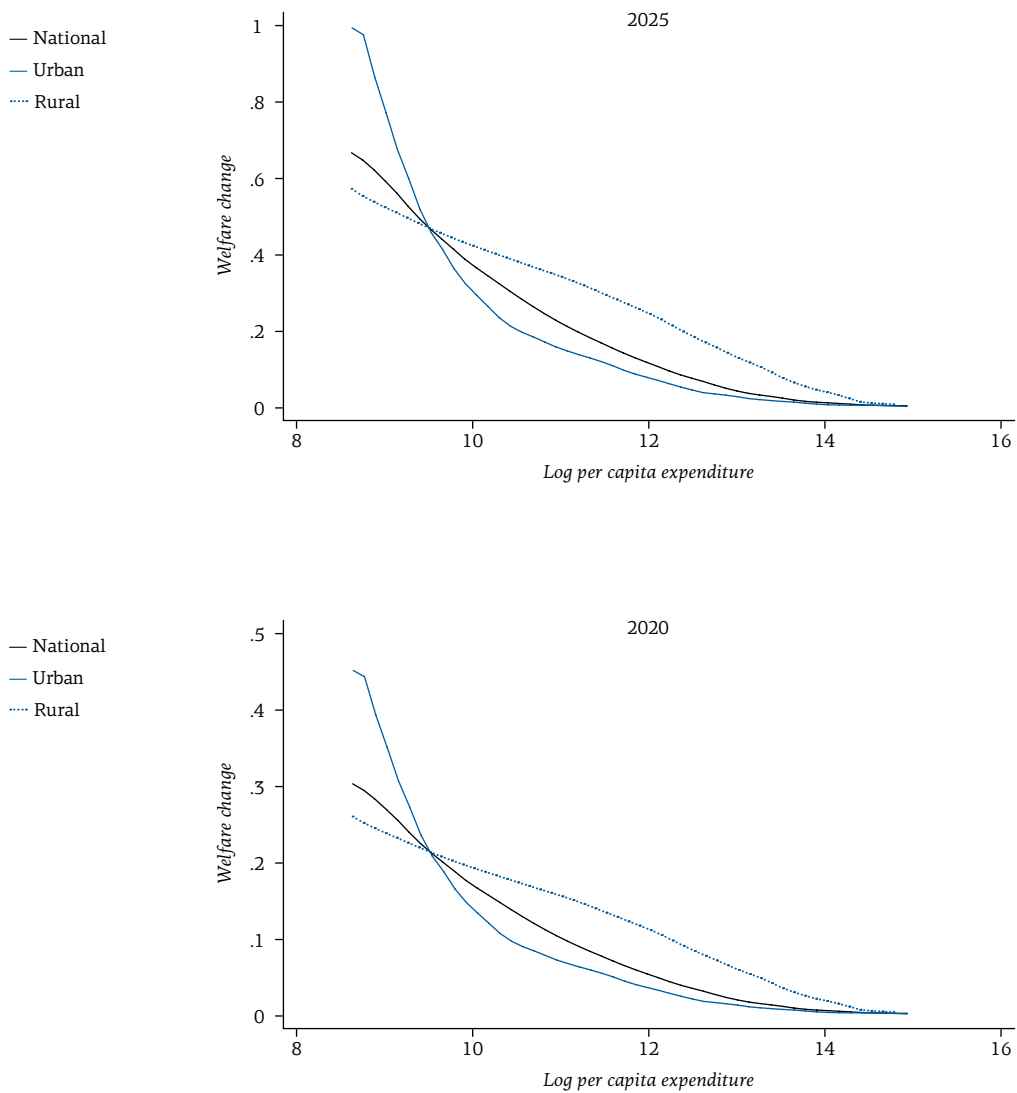 2025
National
Urban
Rural
Welfare change
1
.8
.6
.4
.2
0
8 10 12 14 16
Log per capita expenditure
2020
National
Urban
Rural
Welfare change
.5
.4
.3
.2
.1
0
8 10 12 14 16
Log per capita expenditure